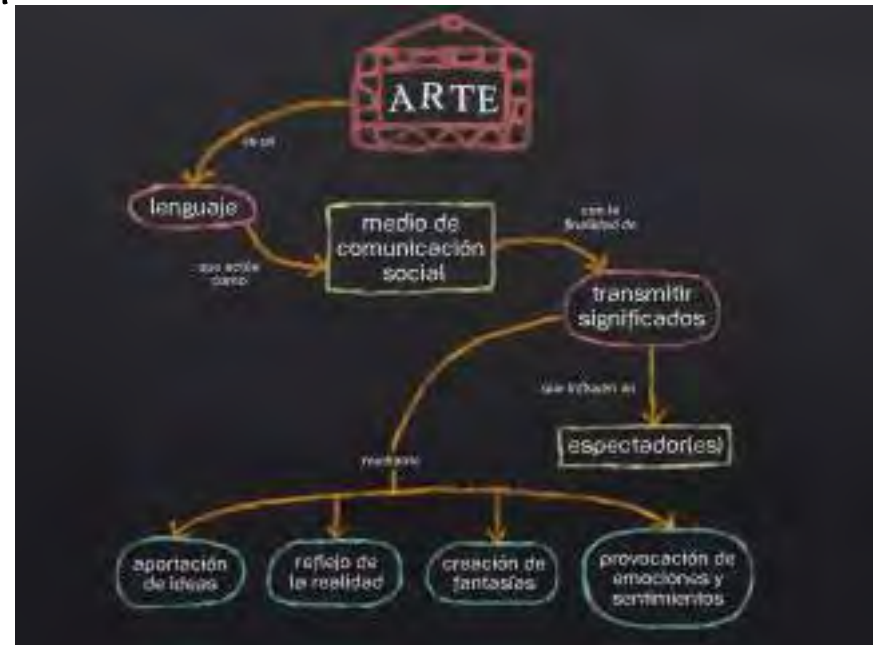 ARTE
es un
lenguaje
que actúa
como
medio de
comunicación
social
con la
finalidad de
transmitir
significados
que influyen en
espectador(es)
mediante
aportación
de ideas
reflejo de
la realidad
creación de
fantasías
provocación de
emociones y
sentimientos